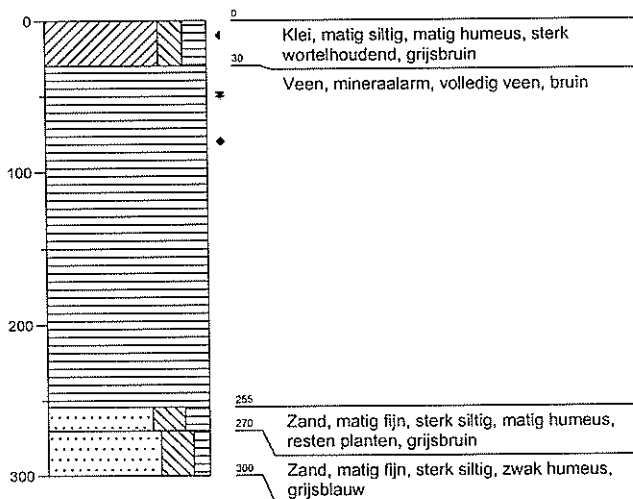 0
0
Klei, matig siltig, matig humeus, sterk
wortelhoudend, grijsbruin
30
Veen, mineraalarm, volledig veen, bruin
100
200
255
Zand, matig fijn, sterk siltig, matig humeus,
resten planten, grijsbruin
270
Zand, matig fijn, sterk siltig, zwak humeus,
grijsblauw
300
300